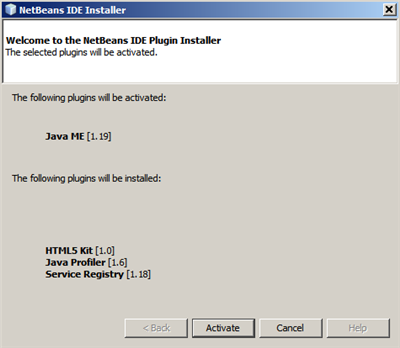 NetBeans IDE Installer
Welcome to the NetBeans IDE Plugin Installer
The selected plugins will be activated.
The following plugins will be activated:
Java ME [1.19]
The following plugins will be installed:
HTML5 Kit [1.0]
Java Profiler [1.6]
Service Registry [1.18]
< Back Activate Cancel Help